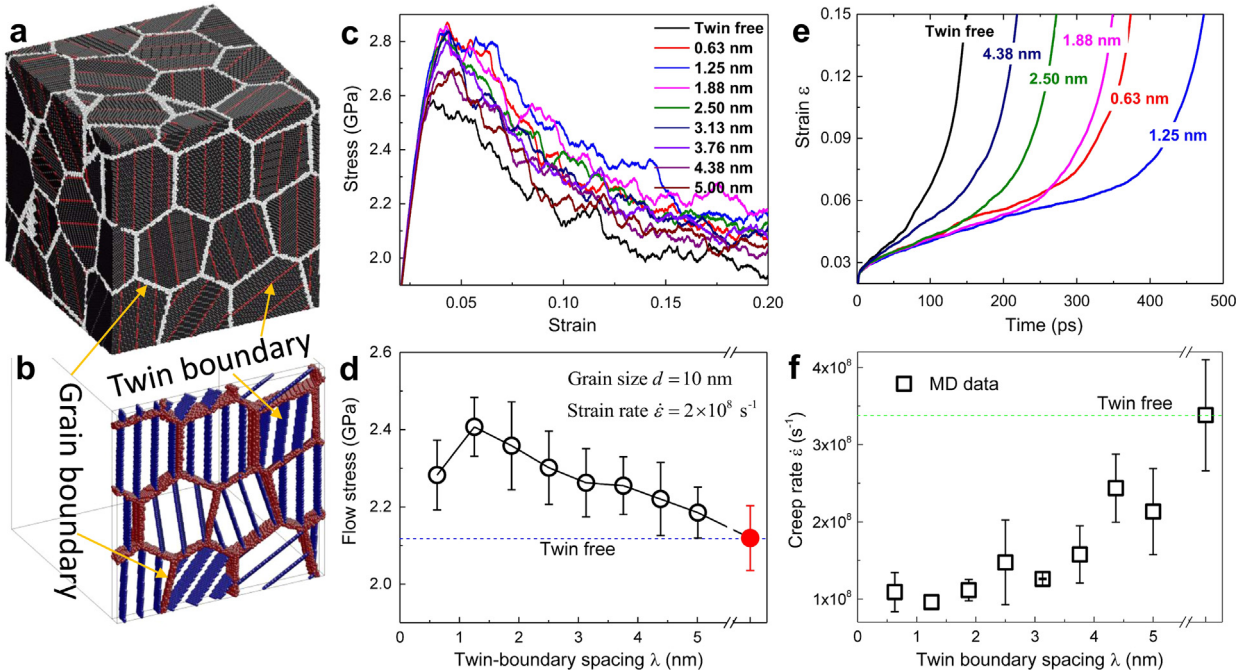 a
Grain boundary
Twin boundary
b
c
Stress (GPa)
2.8
2.6
2.4
2.2
2.0
0.05
0.10
0.15
0.20
Strain
Twin free
0.63 nm
1.25 nm
1.88 nm
2.50 nm
3.13 nm
3.76 nm
4.38 nm
5.00 nm
d
Flow stress (GPa)
2.6
2.4
2.2
2.0
Grain size d = 10 nm
Strain rate ε̇ = 2×10⁸ s⁻¹
Twin free
0
1
2
3
4
5
Twin-boundary spacing λ (nm)
e
Strain ε
0.15
0.12
0.09
0.06
0.03
Twin free
4.38 nm
2.50 nm
1.88 nm
0.63 nm
1.25 nm
0
100
200
300
400
500
Time (ps)
f
Creep rate ε̇ (s⁻¹)
4x10⁸
3x10⁸
2x10⁸
1x10⁸
MD data
Twin free
0
1
2
3
4
5
Twin boundary spacing λ (nm)